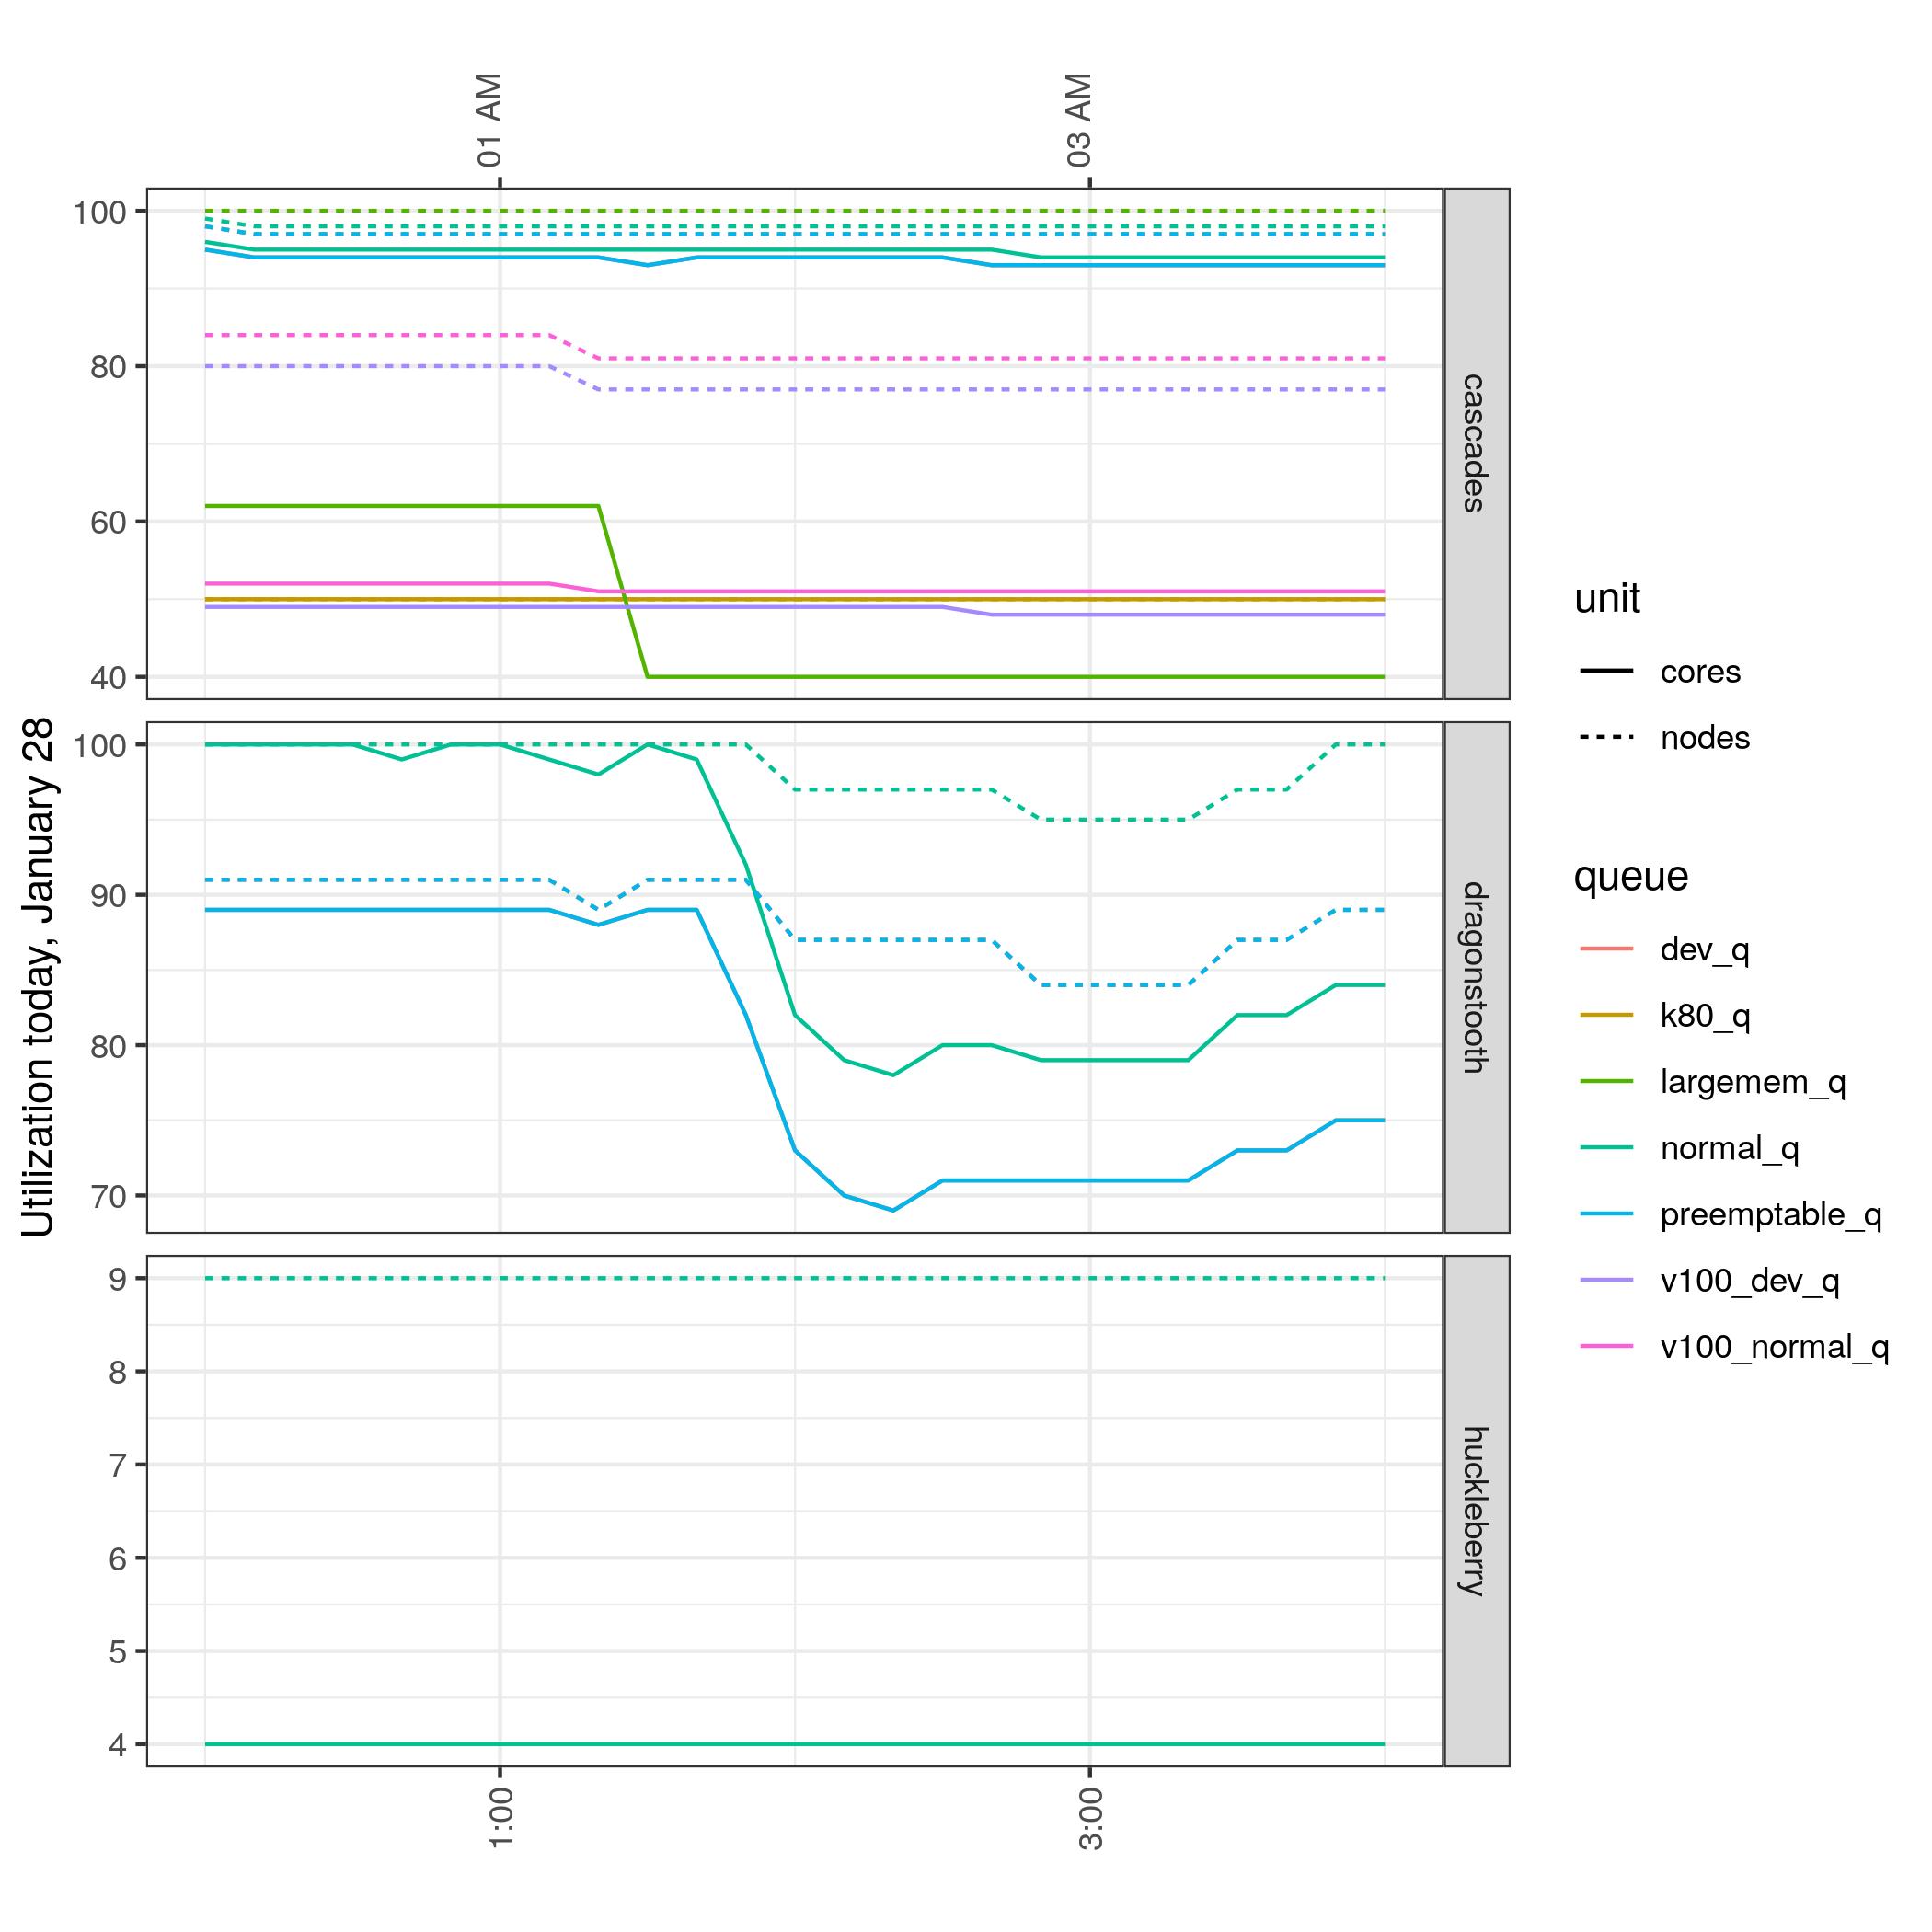 01 AM
03 AM
Utilization today, January 28
100
80
60
40
cascades
100
90
80
70
dragonstooth
9
8
7
6
5
4
huckleberry
1:00
3:00
unit
cores
nodes
queue
dev_q
k80_q
largemem_q
normal_q
preemptable_q
v100_dev_q
v100_normal_q